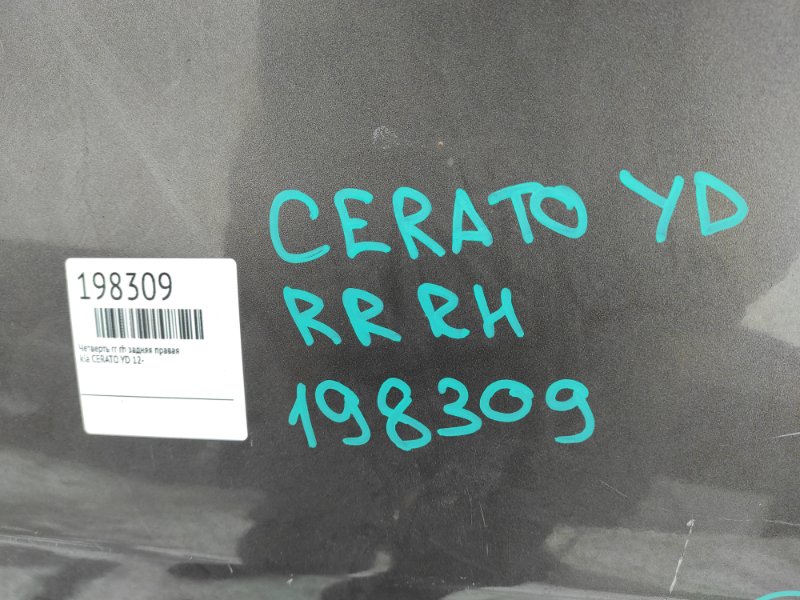 CERATO YD
RR RH
198309
198309
Четверть rr rh задняя правая
kia CERATO YD 12-